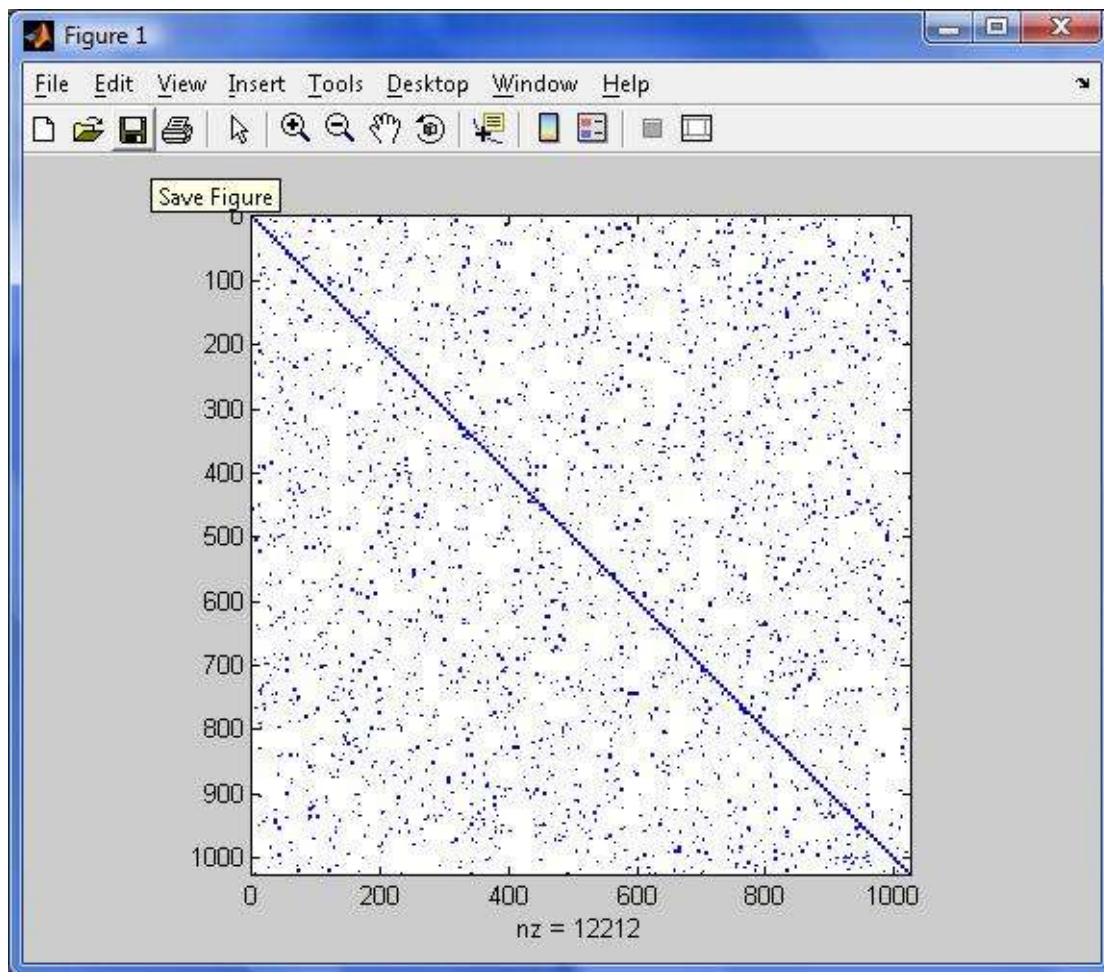 Figure 1
File Edit View Insert Tools Desktop Window Help
Save Figure
0
100
200
300
400
500
600
700
800
900
1000
0 200 400 600 800 1000
nz = 12212